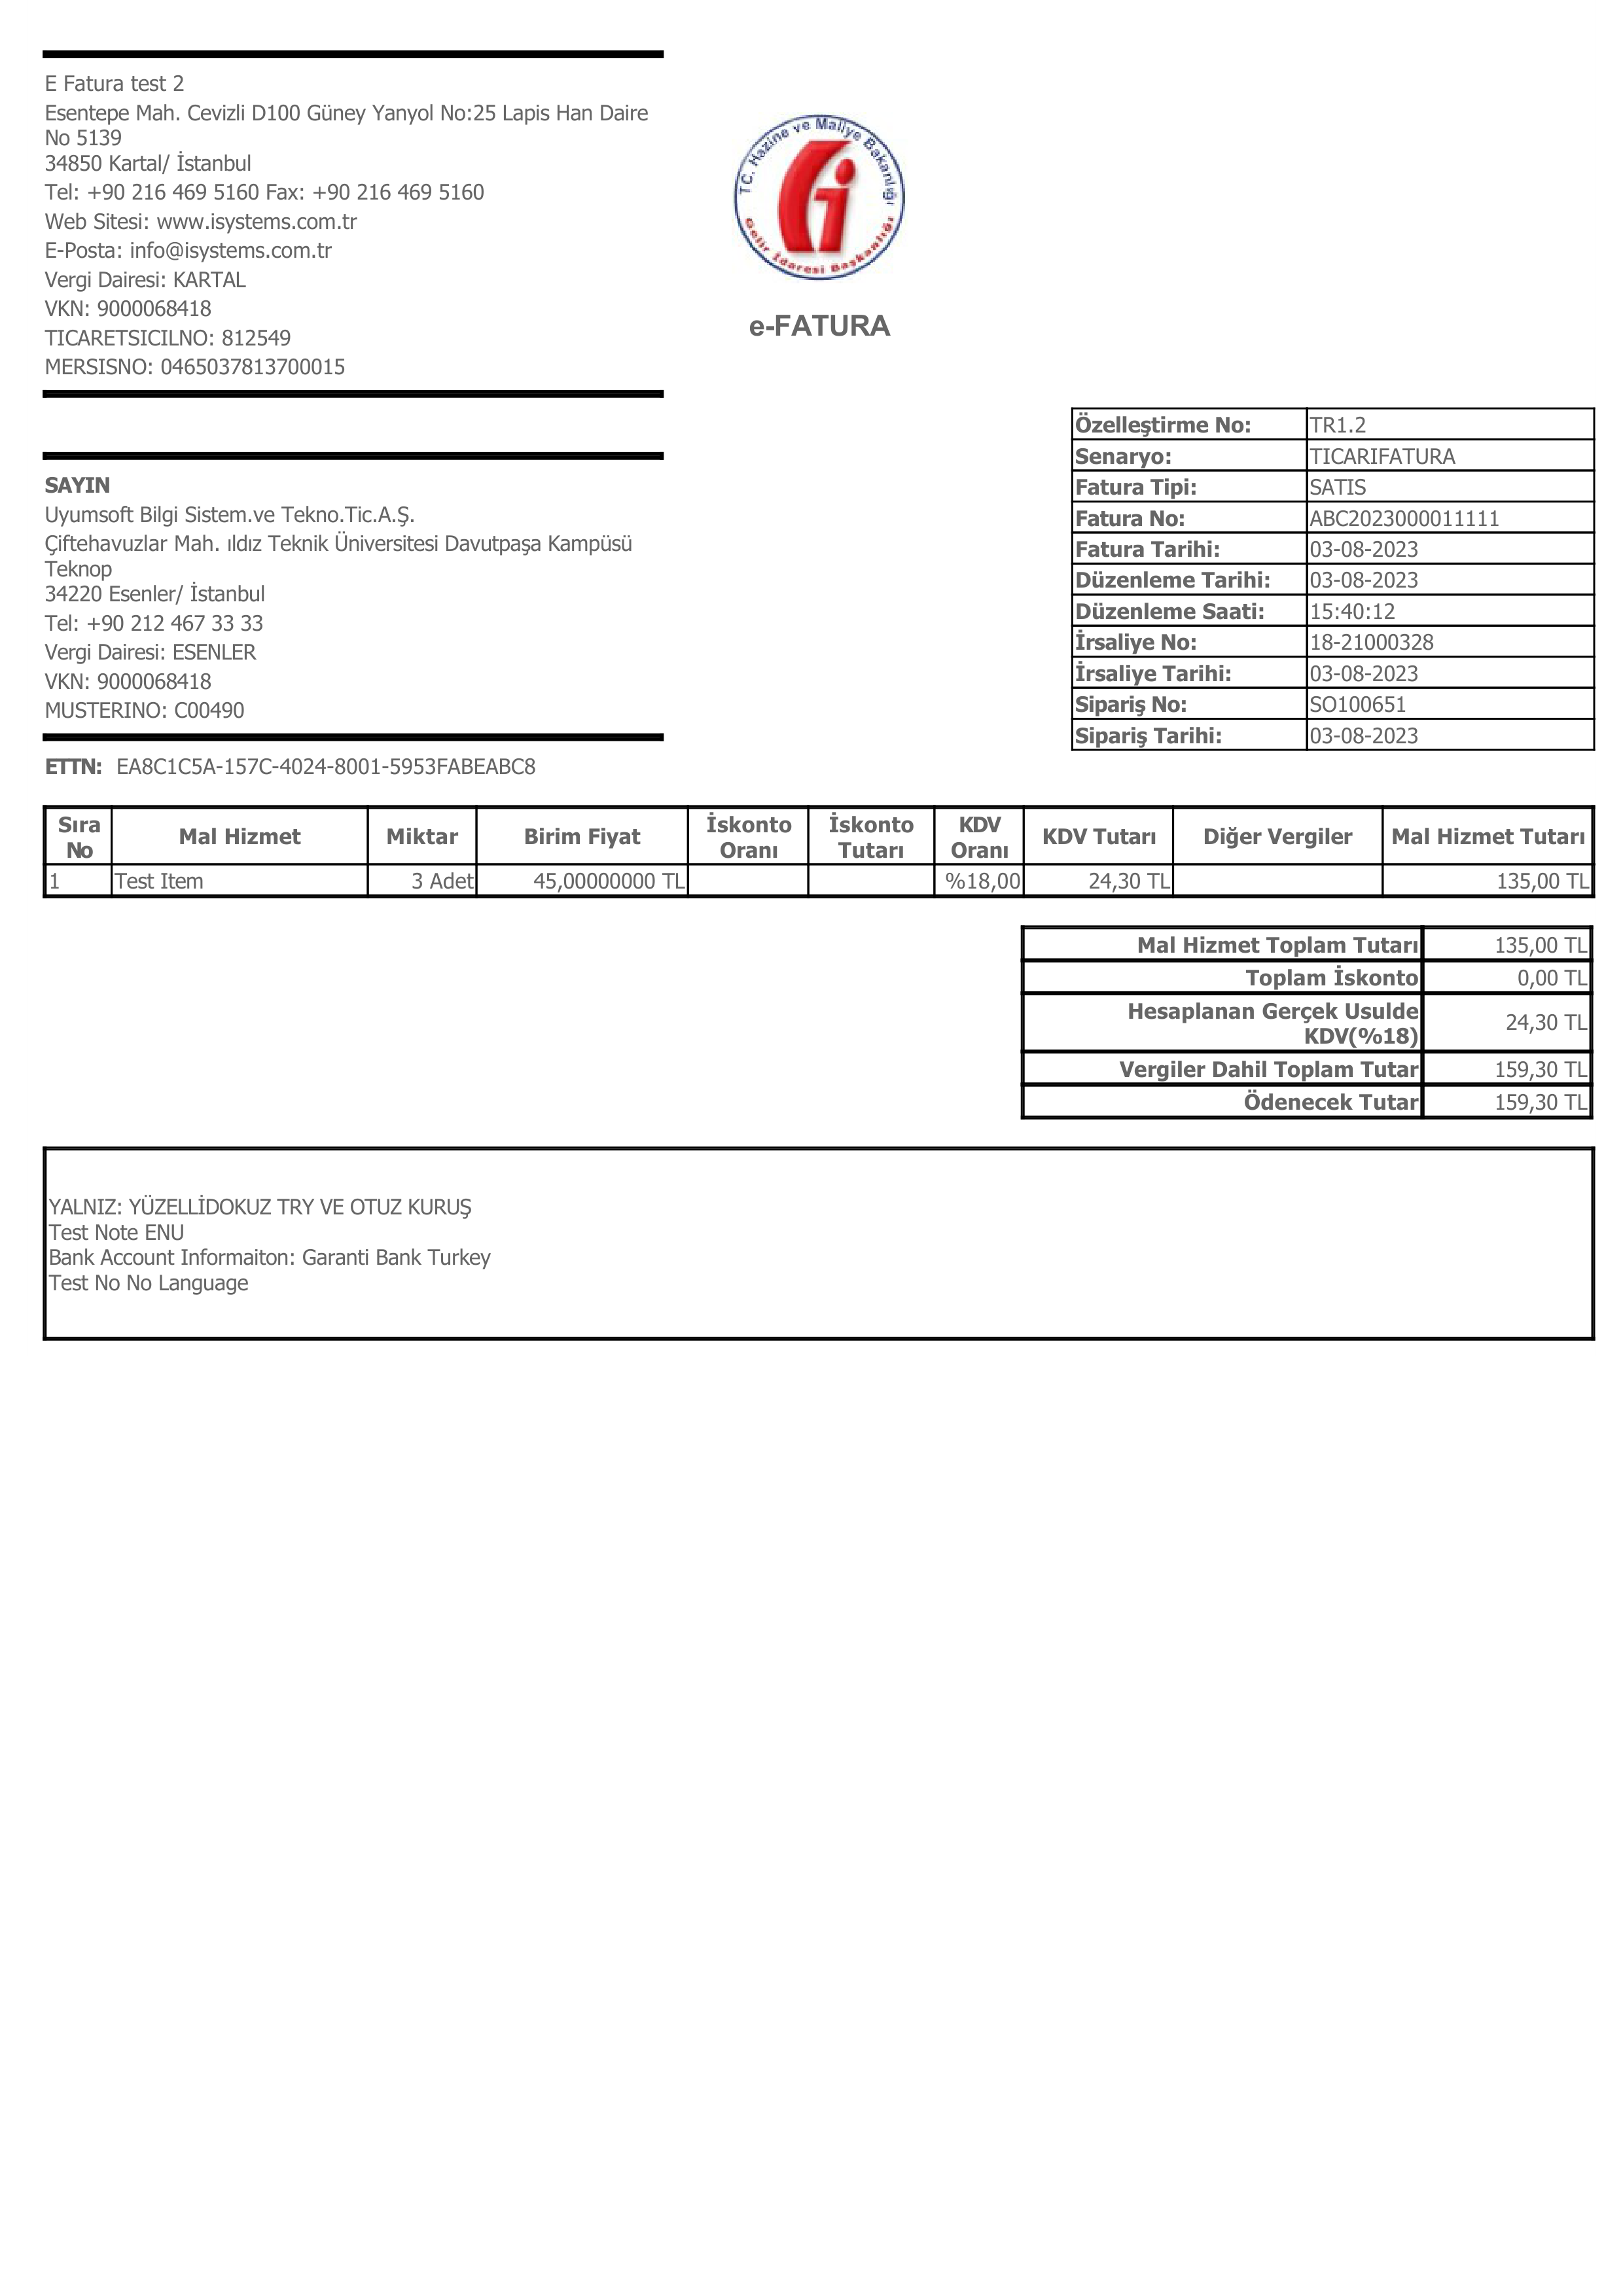 E Fatura test 2
Esentepe Mah. Cevizli D100 Güney Yanyol No:25 Lapis Han Daire
No 5139
34850 Kartal/ İstanbul
Tel: +90 216 469 5160 Fax: +90 216 469 5160
Web Sitesi: www.isystems.com.tr
E-Posta: info@isystems.com.tr
Vergi Dairesi: KARTAL
VKN: 9000068418
TICARETSICILNO: 812549
MERSISNO: 0465037813700015
TC. Hazine ve Maliye Bakanlığı
Gelir İdaresi Başkanlığı
e-FATURA
SAYIN
Uyumsoft Bilgi Sistem.ve Tekno.Tic.A.Ş.
Çiftehavuzlar Mah. ıldız Teknik Üniversitesi Davutpaşa Kampüsü
Teknop
34220 Esenler/ İstanbul
Tel: +90 212 467 33 33
Vergi Dairesi: ESENLER
VKN: 9000068418
MUSTERINO: C00490
Özelleştirme No: TR1.2
Senaryo: TICARIFATURA
Fatura Tipi: SATIS
Fatura No: ABC2023000011111
Fatura Tarihi: 03-08-2023
Düzenleme Tarihi: 03-08-2023
Düzenleme Saati: 15:40:12
İrsaliye No: 18-21000328
İrsaliye Tarihi: 03-08-2023
Sipariş No: SO100651
Sipariş Tarihi: 03-08-2023
ETTN: EA8C1C5A-157C-4024-8001-5953FABEABC8
Sıra No Mal Hizmet Miktar Birim Fiyat İskonto Oranı İskonto Tutarı KDV Oranı KDV Tutarı Diğer Vergiler Mal Hizmet Tutarı
1 Test Item 3 Adet 45,00000000 TL %18,00 24,30 TL 135,00 TL
Mal Hizmet Toplam Tutarı 135,00 TL
Toplam İskonto 0,00 TL
Hesaplanan Gerçek Usulde
KDV(%18) 24,30 TL
Vergiler Dahil Toplam Tutar 159,30 TL
Ödenecek Tutar 159,30 TL
YALNIZ: YÜZELLİDOKUZ TRY VE OTUZ KURUŞ
Test Note ENU
Bank Account Informaiton: Garanti Bank Turkey
Test No No Language